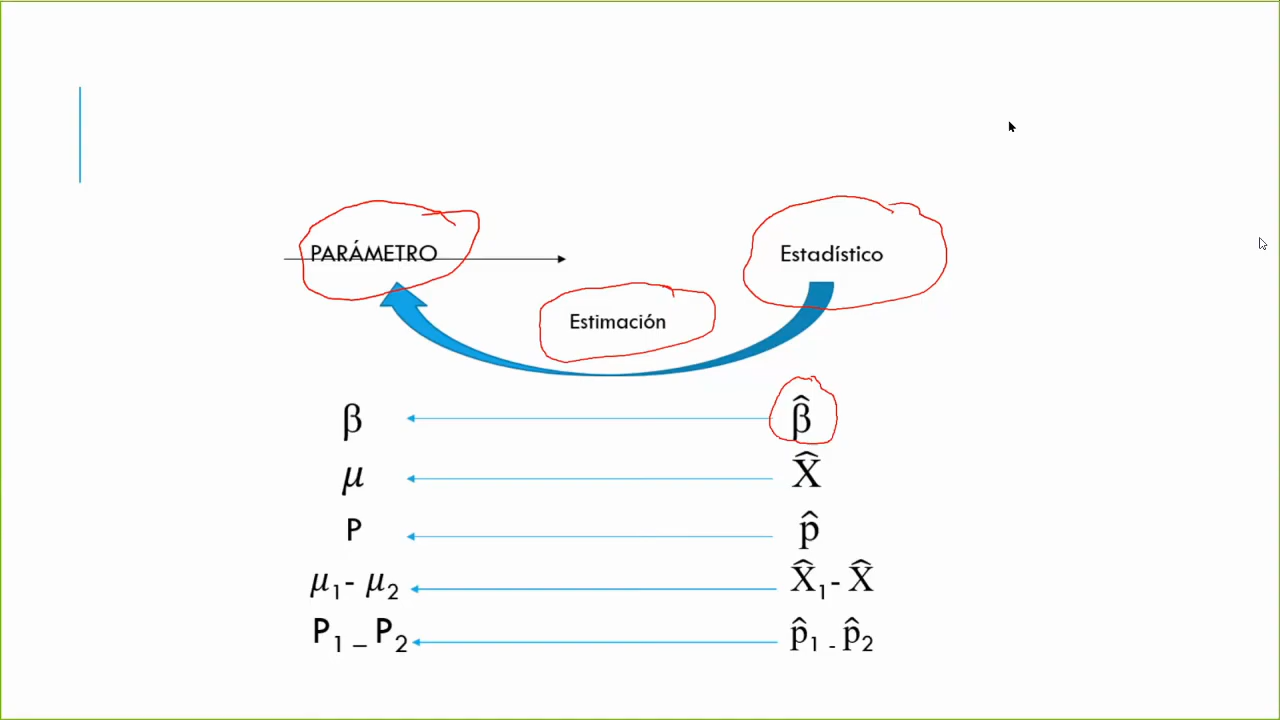 PARÁMETRO Estadístico
Estimación
β β̂
μ X̂
P p̂
μ₁- μ₂ X̂₁- X̂
P₁ – P₂ p̂₁ - p̂₂